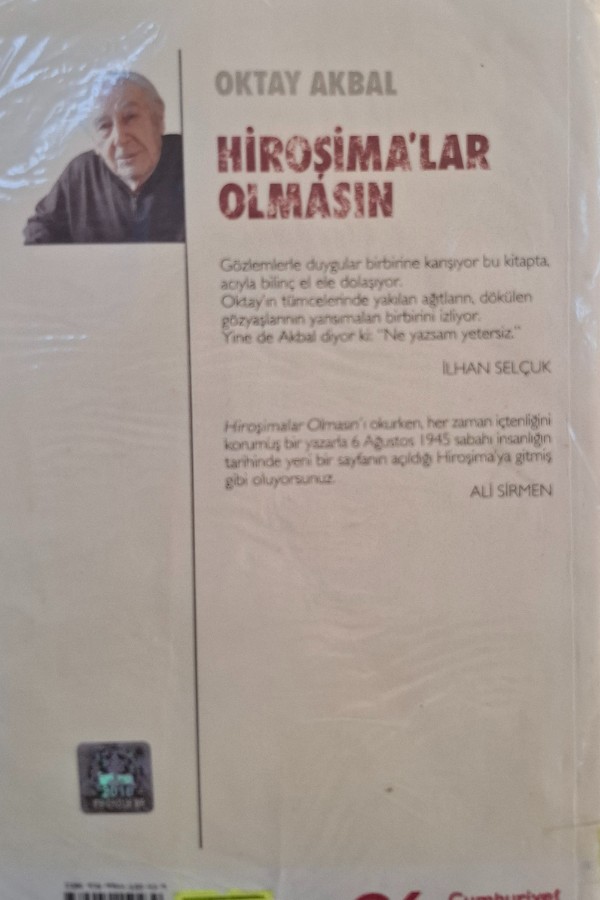 OKTAY AKBAL
HİROŞİMA'LAR
OLMASIN
Gözlemlerle duygular birbirine karışıyor bu kitapta,
acıyla bilinç el ele dolaşıyor.
Oktay'ın tümcelerinde yakılan ağıtların, dökülen
gözyaşlarının yansımaları birbirini izliyor.
Yine de Akbal diyor ki: "Ne yazsam yetersiz."
İLHAN SELÇUK
Hiroşimalar Olmasın'ı okurken, her zaman içtenliğini
korumuş bir yazarla 6 Ağustos 1945 sabahı insanlığın
tarihinde yeni bir sayfanın açıldığı Hiroşima'ya gitmiş
gibi oluyorsunuz.
ALİ SİRMEN
2010
Cumhuriyet